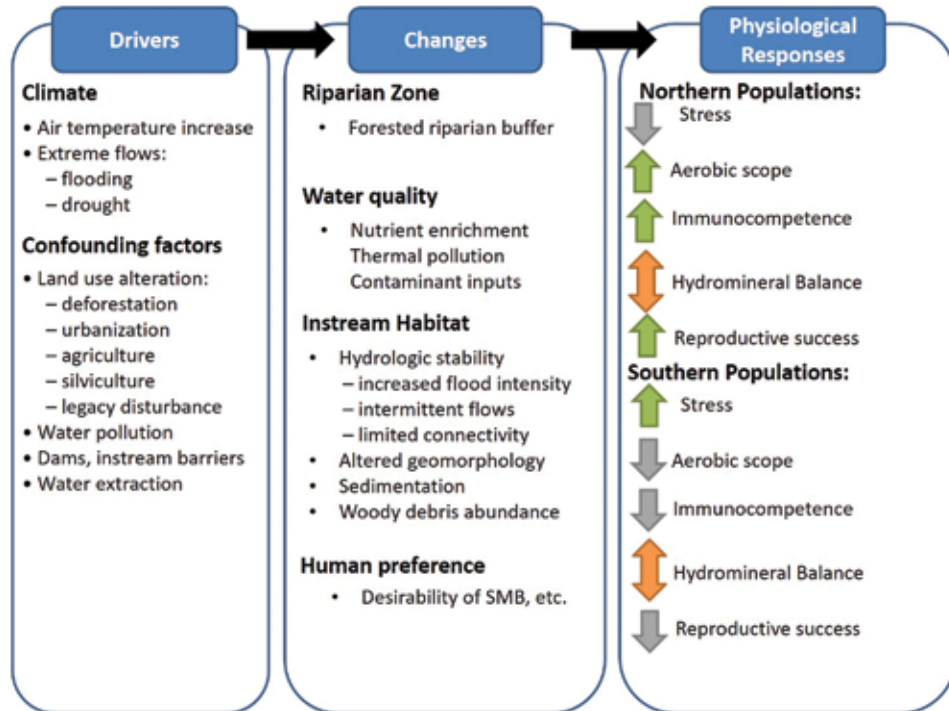 Drivers
Climate
• Air temperature increase
• Extreme flows:
– flooding
– drought
Confounding factors
• Land use alteration:
– deforestation
– urbanization
– agriculture
– silviculture
– legacy disturbance
• Water pollution
• Dams, instream barriers
• Water extraction
Changes
Riparian Zone
• Forested riparian buffer
Water quality
• Nutrient enrichment
Thermal pollution
Contaminant inputs
Instream Habitat
• Hydrologic stability
– increased flood intensity
– intermittent flows
– limited connectivity
• Altered geomorphology
• Sedimentation
• Woody debris abundance
Human preference
• Desirability of SMB, etc.
Physiological
Responses
Northern Populations:
Stress
Aerobic scope
Immunocompetence
Hydromineral Balance
Reproductive success
Southern Populations:
Stress
Aerobic scope
Immunocompetence
Hydromineral Balance
Reproductive success